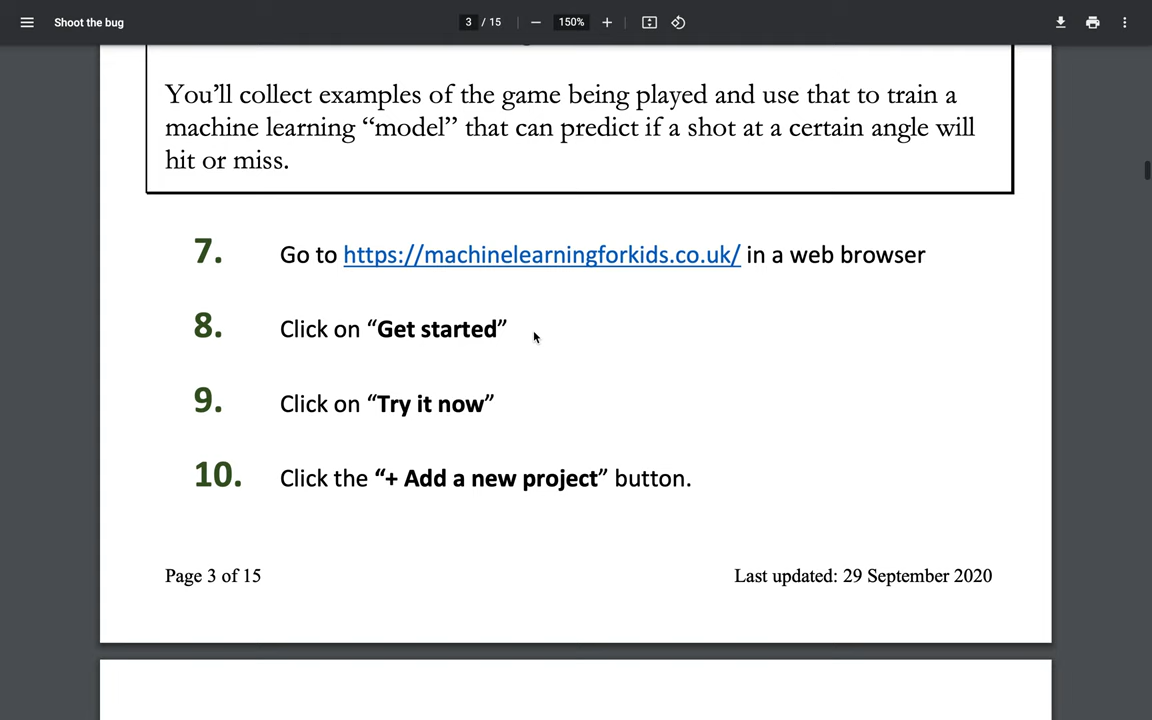 Shoot the bug
3 / 15
150%
You’ll collect examples of the game being played and use that to train a
machine learning “model” that can predict if a shot at a certain angle will
hit or miss.
7. Go to https://machinelearningforkids.co.uk/ in a web browser
8. Click on “Get started”
9. Click on “Try it now”
10. Click the “+ Add a new project” button.
Page 3 of 15 Last updated: 29 September 2020